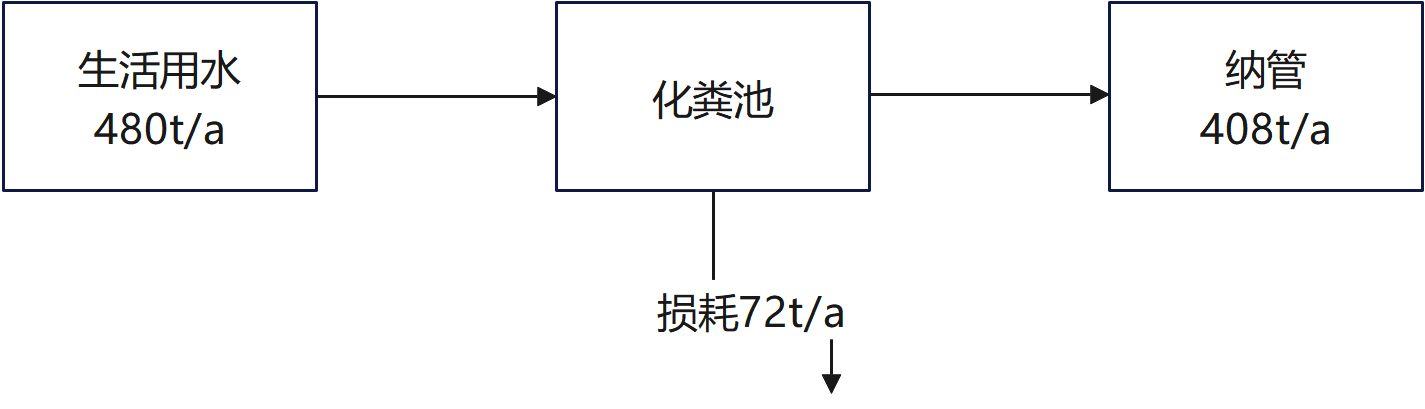 生活用水
480t/a
化粪池
纳管
408t/a
损耗72t/a